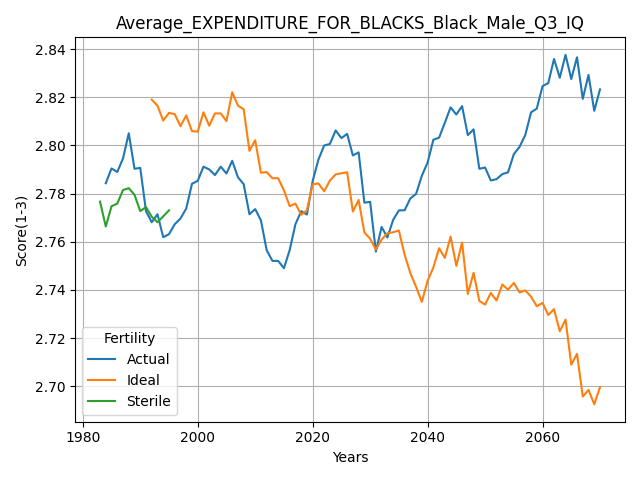 Average_EXPENDITURE_FOR_BLACKS_Black_Male_Q3_IQ
Score(1-3)
2.84
2.82
2.80
2.78
2.76
2.74
2.72
2.70
Fertility
Actual
Ideal
Sterile
1980 2000 2020 2040 2060
Years